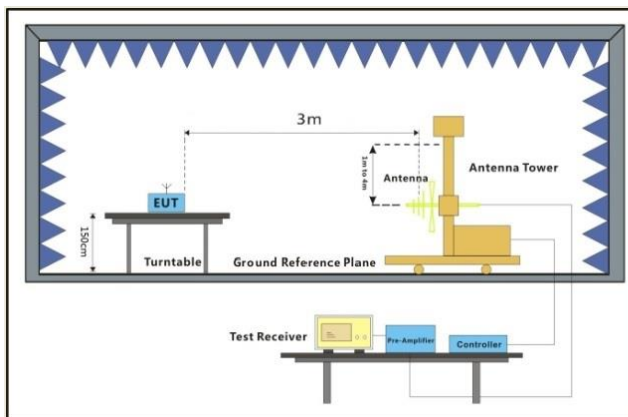 3m
1m to 4m
Antenna
Antenna Tower
EUT
150cm
Turntable
Ground Reference Plane
Test Receiver
Pre-Amplifier
Controller